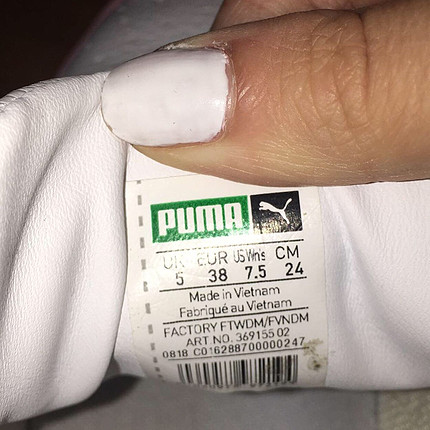 PUMA
UK EUR US Wn's CM
5 38 7.5 24
Made in Vietnam
Fabriqué au Vietnam
FACTORY FTWDM/FVNDM
ART.NO. 369155 02
0818 C016288700000247